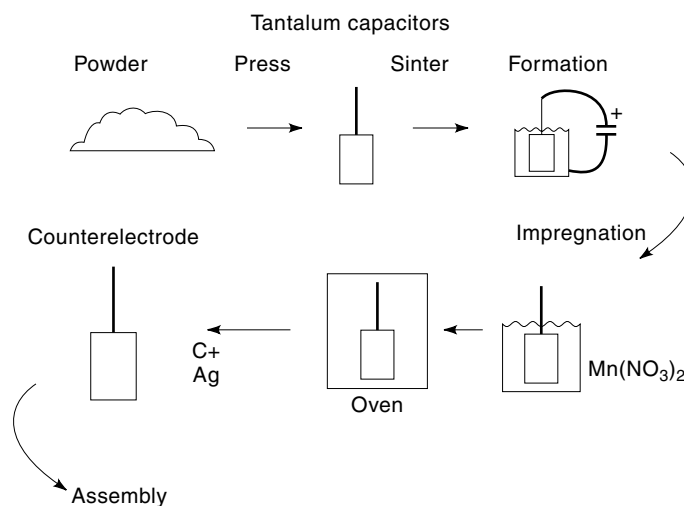 Tantalum capacitors
Powder
Press
Sinter
Formation
+
Impregnation
Mn(NO₃)₂
Oven
C+
Ag
Counterelectrode
Assembly